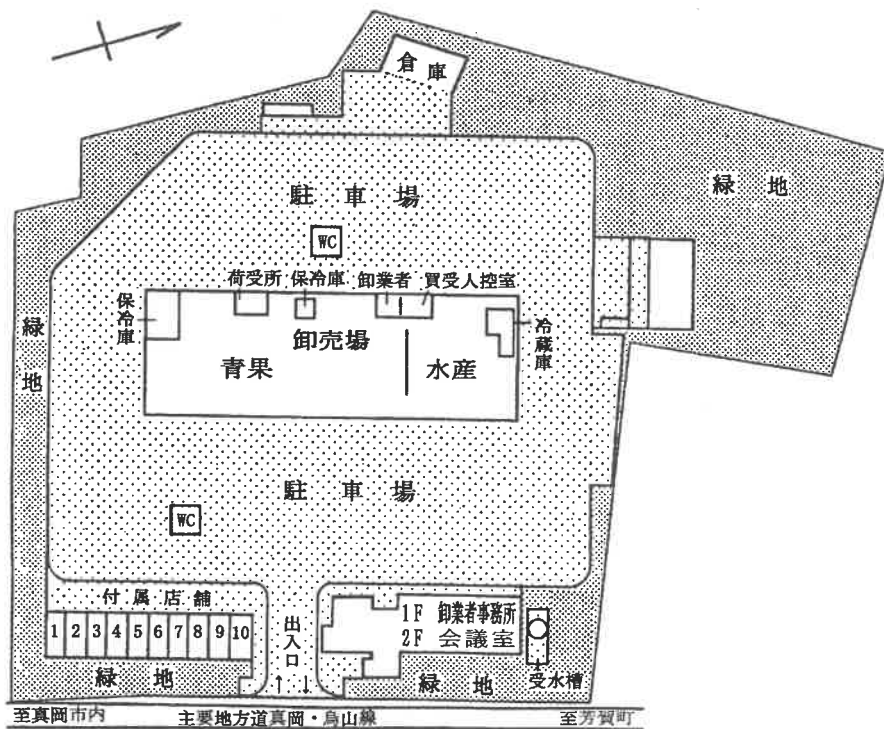 倉庫
緑地
駐車場
WC
荷受所 保冷庫 卸業者 買受人控室
保冷庫
卸売場
冷蔵庫
青果
水産
緑地
駐車場
WC
付属店舗
1 2 3 4 5 6 7 8 9 10
出入口
1F 卸業者事務所
2F 会議室
受水槽
緑地
緑地
至真岡市内 主要地方道真岡・烏山線 至芳賀町